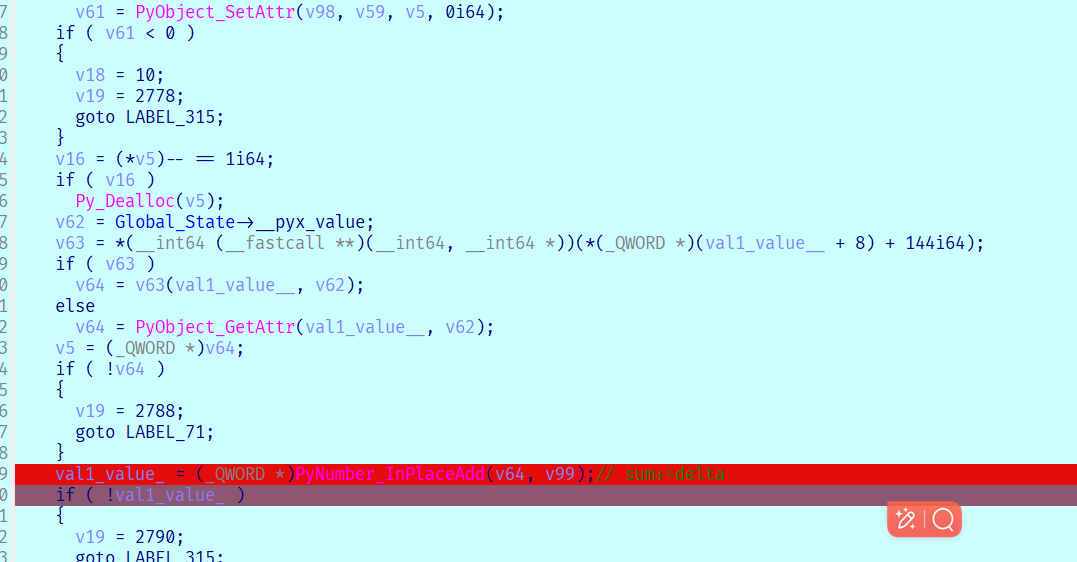 7 v61 = PyObject_SetAttr(v98, v59, v5, 0i64);
8 if ( v61 < 0 )
9 {
0 v18 = 10;
1 v19 = 2778;
2 goto LABEL_315;
3 }
4 v16 = (*v5)-- == 1i64;
5 if ( v16 )
6 Py_Dealloc(v5);
7 v62 = Global_State->__pyx_value;
8 v63 = *(__int64 (__fastcall **)(__int64, __int64 *))(*(_QWORD *)(val1_value__ + 8) + 144i64);
9 if ( v63 )
0 v64 = v63(val1_value__, v62);
1 else
2 v64 = PyObject_GetAttr(val1_value__, v62);
3 v5 = (_QWORD *)v64;
4 if ( !v64 )
5 {
6 v19 = 2788;
7 goto LABEL_71;
8 }
9 val1_value_ = (_QWORD *)PyNumber_InPlaceAdd(v64, v99);// sum+=delta
0 if ( !val1_value_ )
1 {
2 v19 = 2790;
3 goto LABEL_315;